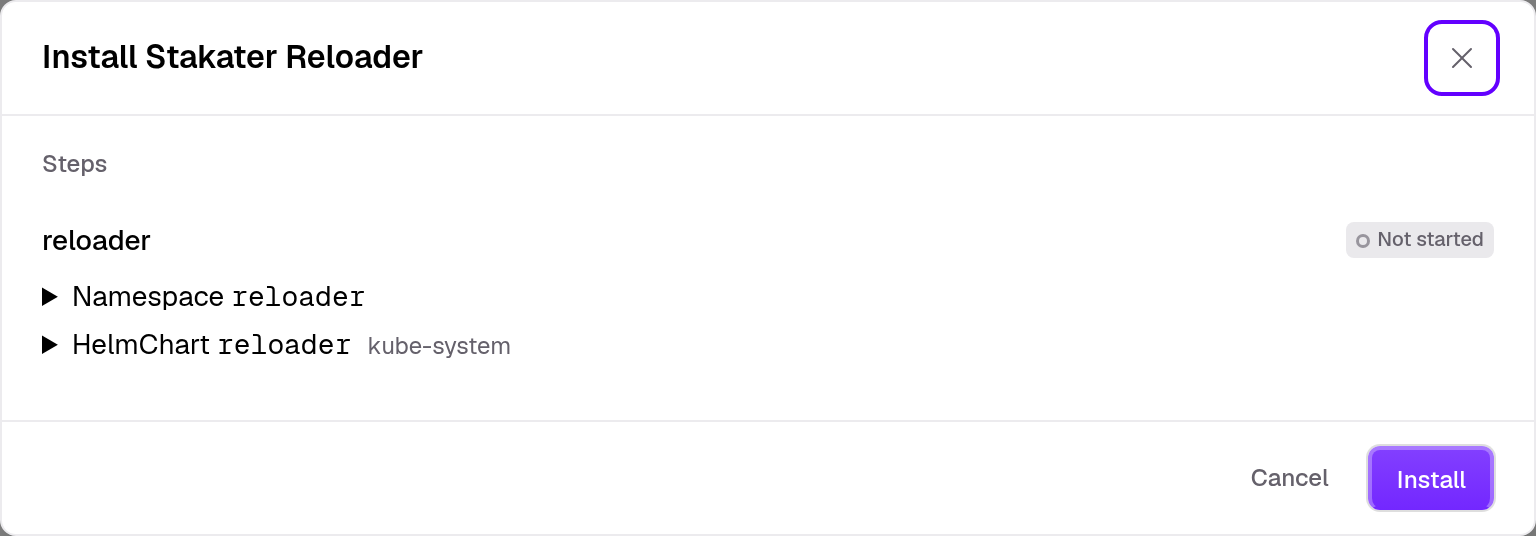 Install Stakater Reloader
Steps
reloader
Not started
Namespace reloader
HelmChart reloader kube-system
Cancel
Install